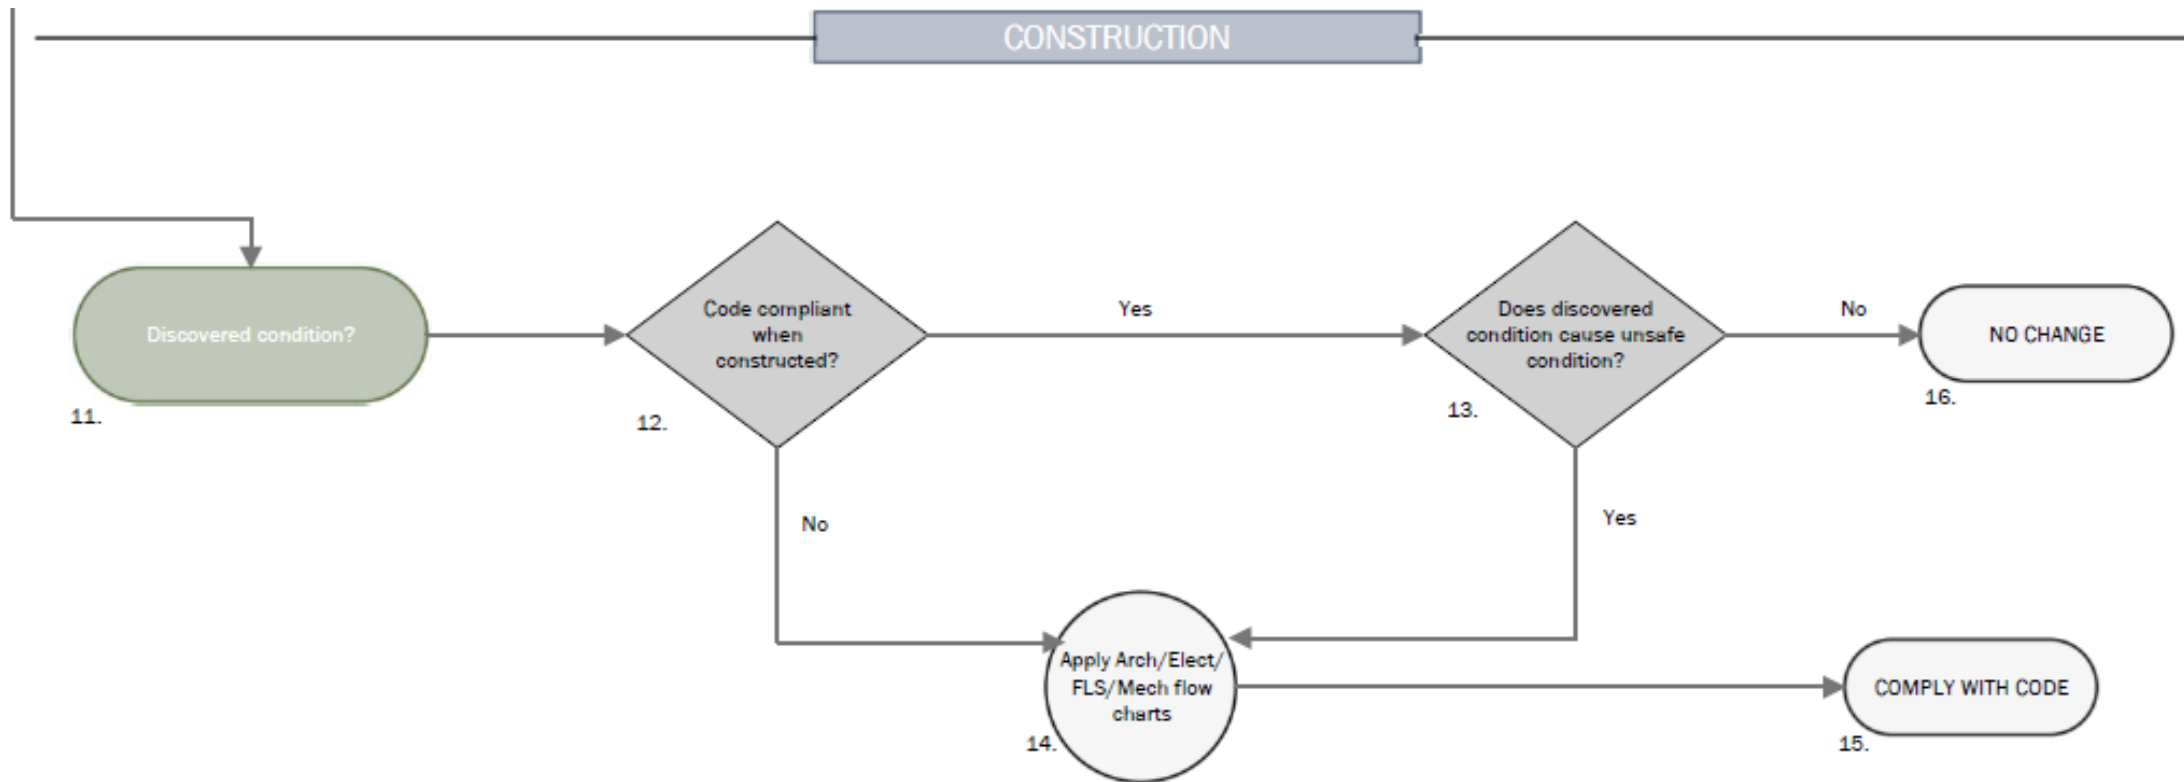 CONSTRUCTION
Discovered condition?
11.
Code compliant
when
constructed?
12.
Yes
Does discovered
condition cause unsafe
condition?
13.
No
NO CHANGE
16.
No
Yes
Apply Arch/Elect/
FLS/Mech flow
charts
14.
COMPLY WITH CODE
15.